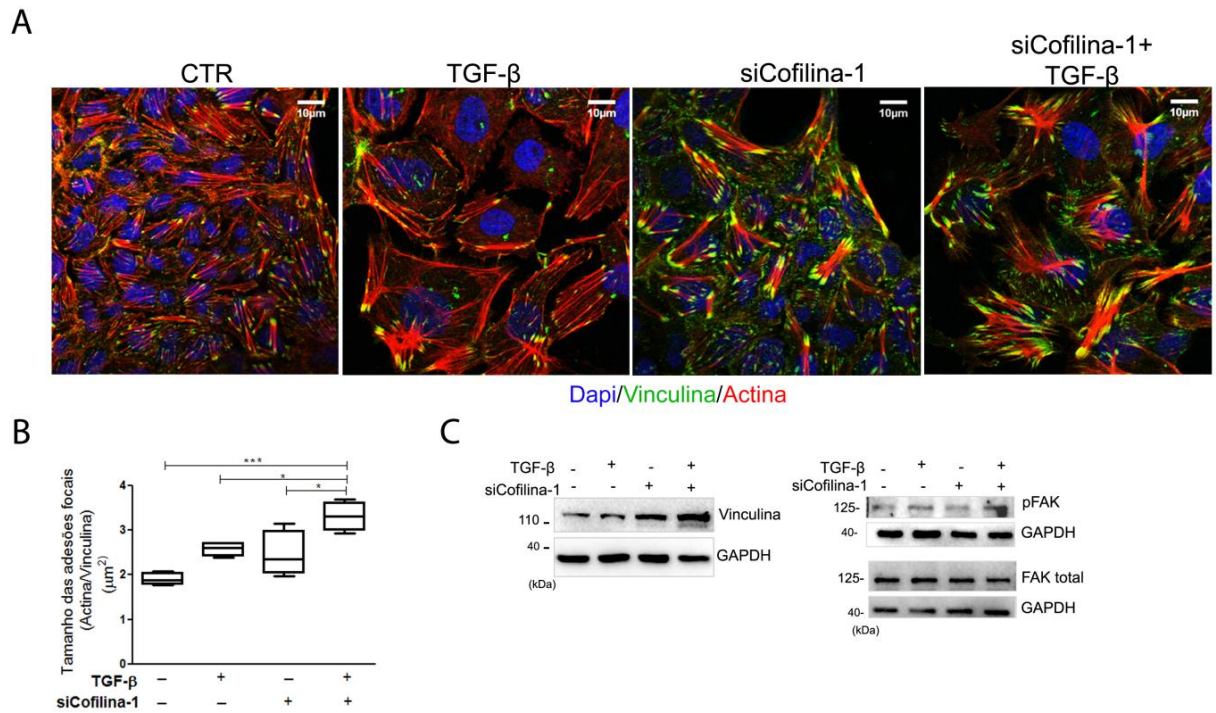 A
CTR
TGF-β
siCofilina-1
siCofilina-1+
TGF-β
10µm
10µm
10µm
10µm
Dapi/Vinculina/Actina
B
Tamanho das adesões focais
(Actina/Vinculina)
(µm²)
4
3
2
1
0
***
*
*
TGF-β – + – +
siCofilina-1 – – + +
C
TGF-β - + - +
siCofilina-1 - - + +
110 Vinculina
40 GAPDH
(kDa)
TGF-β - + - +
siCofilina-1 - - + +
125- pFAK
40- GAPDH
125- FAK total
40- GAPDH
(kDa)